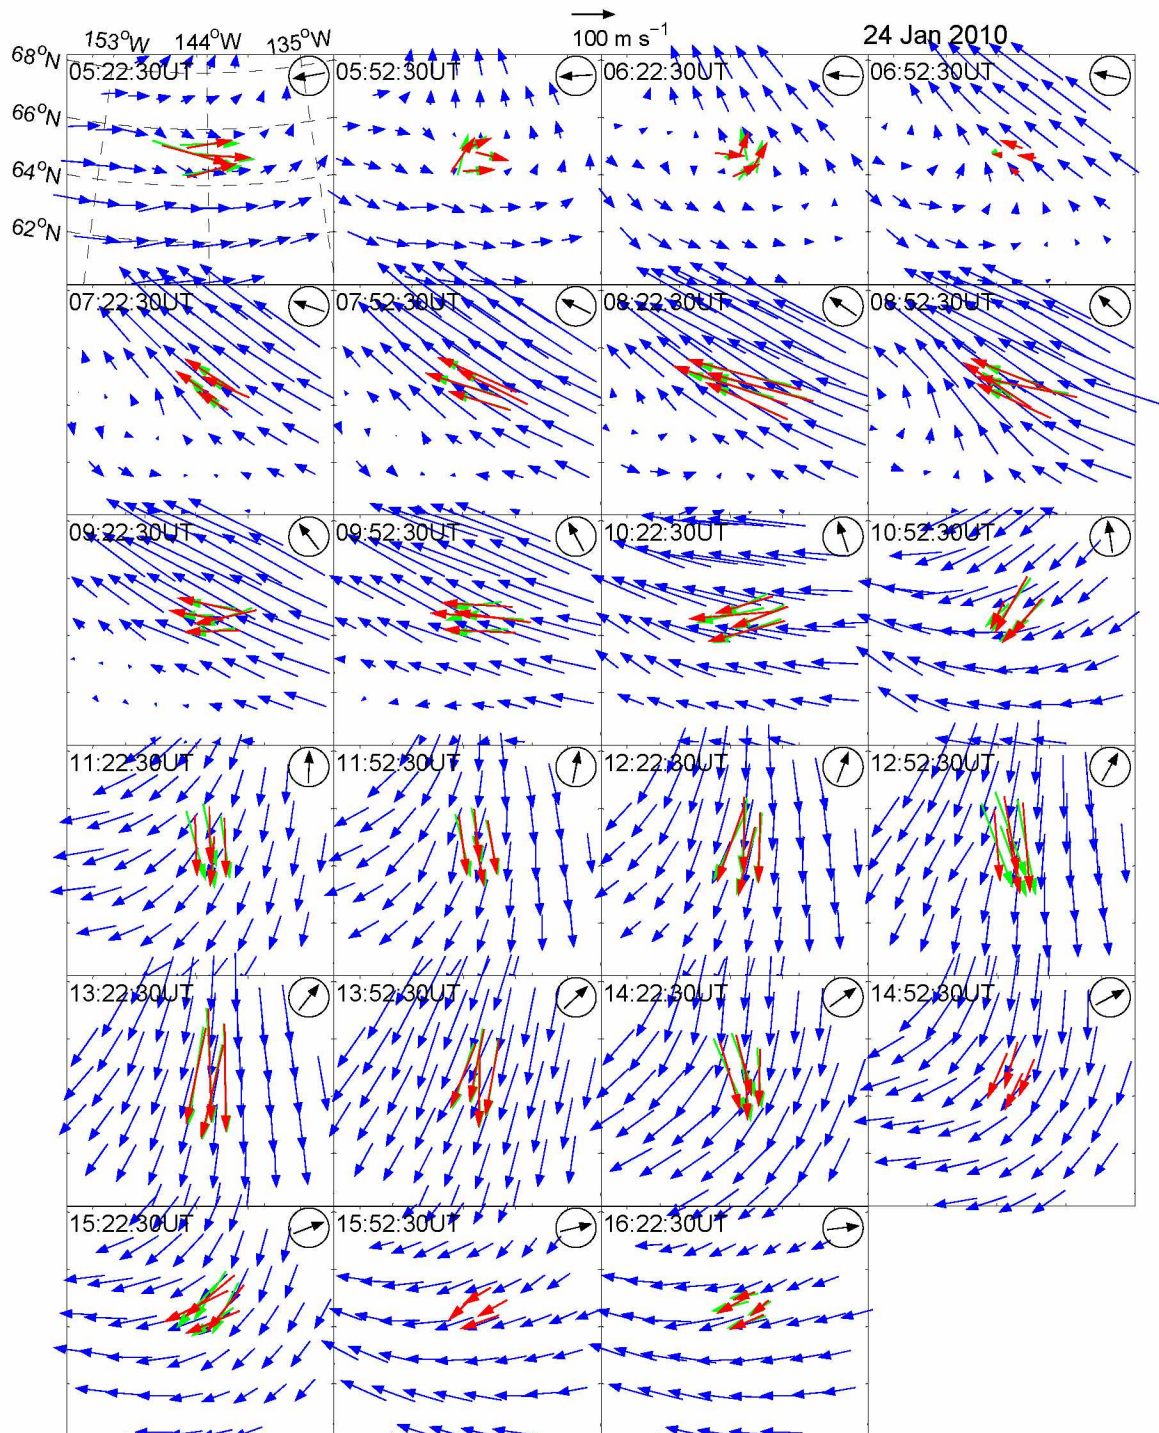 100 m s⁻¹
24 Jan 2010
153°W 144°W 135°W
68°N
66°N
64°N
62°N
05:22:30UT 05:52:30UT 06:22:30UT 06:52:30UT
07:22:30UT 07:52:30UT 08:22:30UT 08:52:30UT
09:22:30UT 09:52:30UT 10:22:30UT 10:52:30UT
11:22:30UT 11:52:30UT 12:22:30UT 12:52:30UT
13:22:30UT 13:52:30UT 14:22:30UT 14:52:30UT
15:22:30UT 15:52:30UT 16:22:30UT